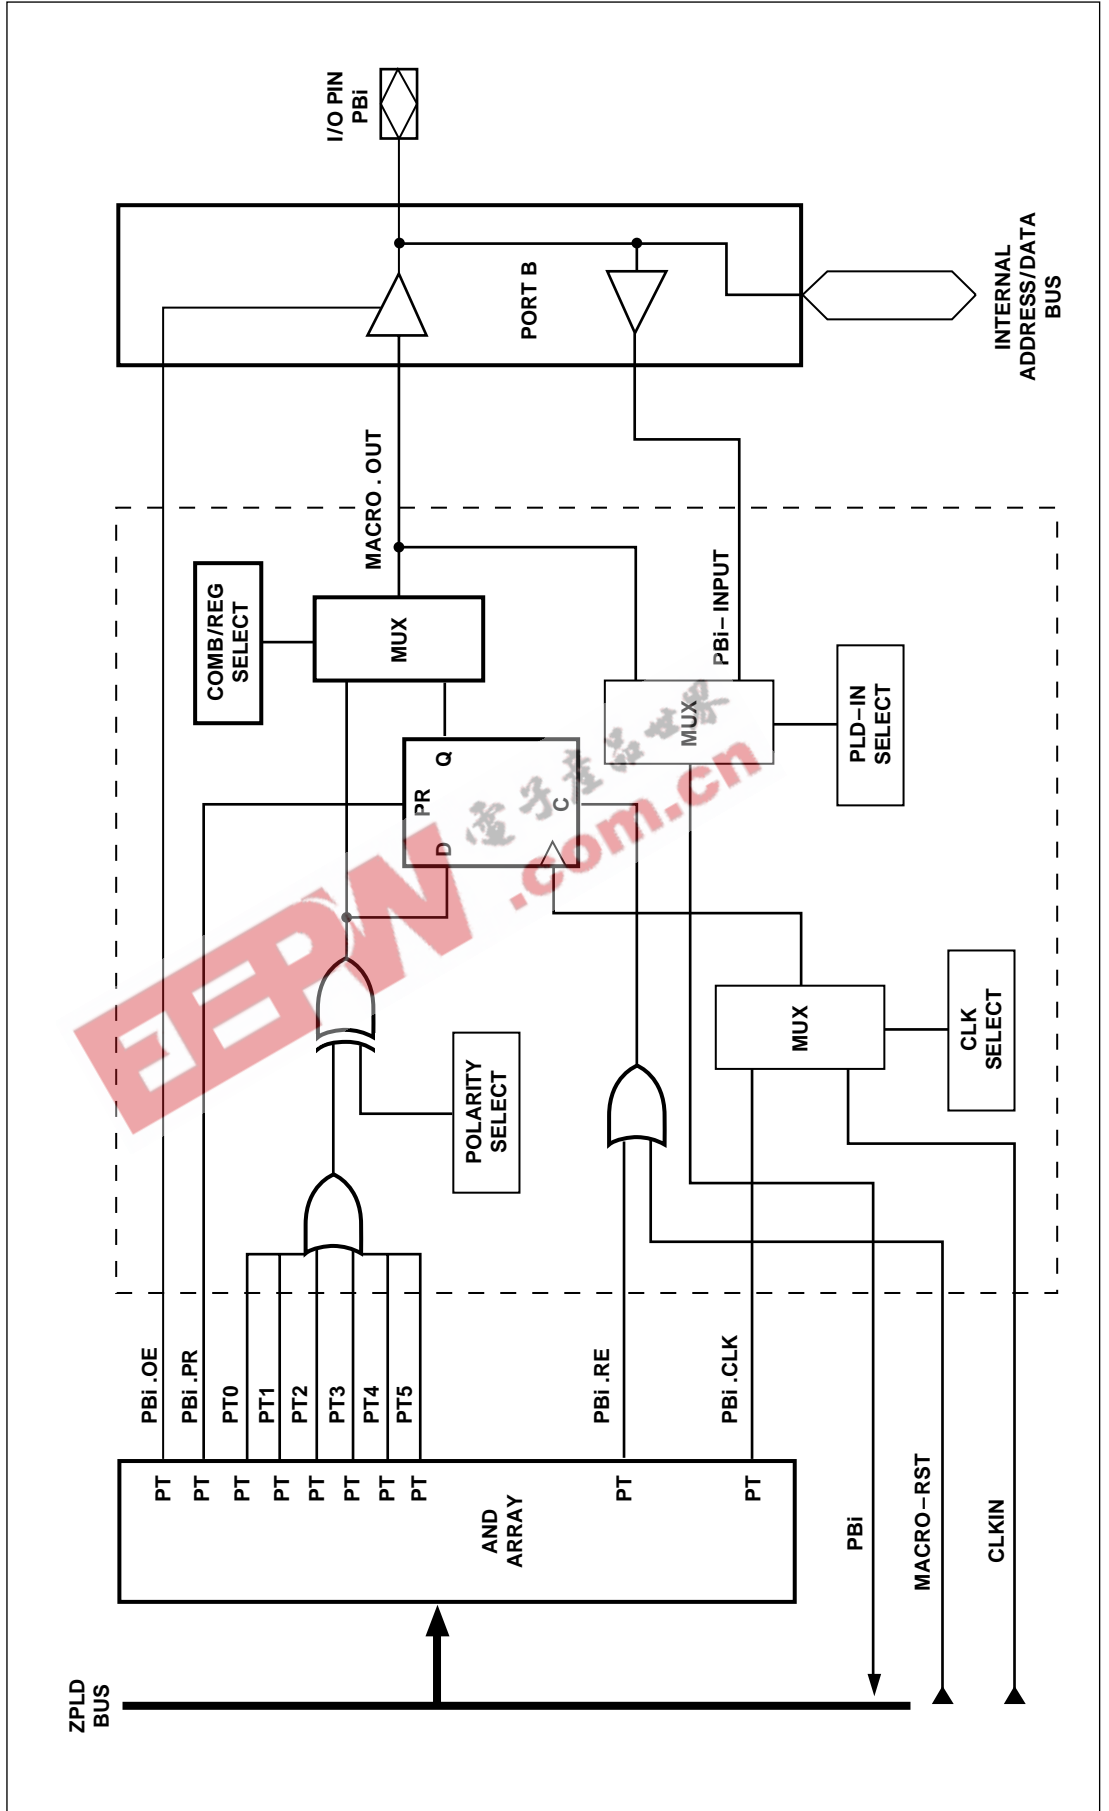 I/O PIN
PBi
PORT B
INTERNAL
ADDRESS/DATA
BUS
MACRO.OUT
COMB/REG
SELECT
MUX
PBi–INPUT
PR
D
Q
C
MUX
PLD–IN
SELECT
POLARITY
SELECT
MUX
CLK
SELECT
PBi .OE
PBi .PR
PT0
PT1
PT2
PT3
PT4
PT5
PBi .RE
PBi .CLK
PT
PT
PT
PT
PT
PT
PT
PT
PT
PT
AND
ARRAY
PBi
MACRO–RST
CLKIN
ZPLD
BUS
EEPW
電子產品世界
.com.cn